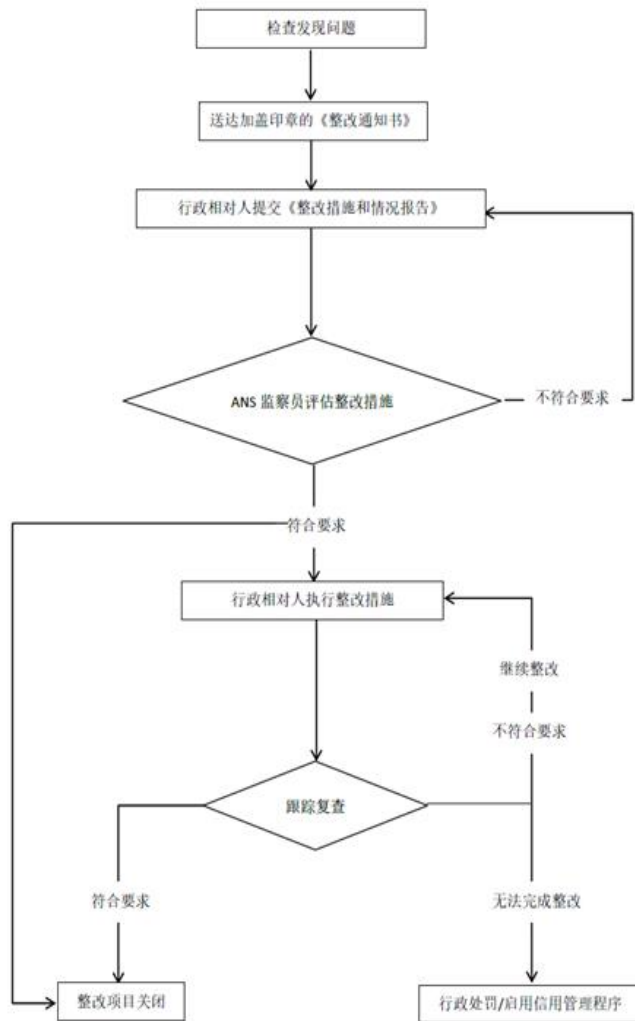 检查发现问题
送达加盖印章的《整改通知书》
行政相对人提交《整改措施和情况报告》
ANS 监察员评估整改措施
不符合要求
符合要求
行政相对人执行整改措施
继续整改
不符合要求
跟踪复查
符合要求
无法完成整改
整改项目关闭
行政处罚/启用信用管理程序